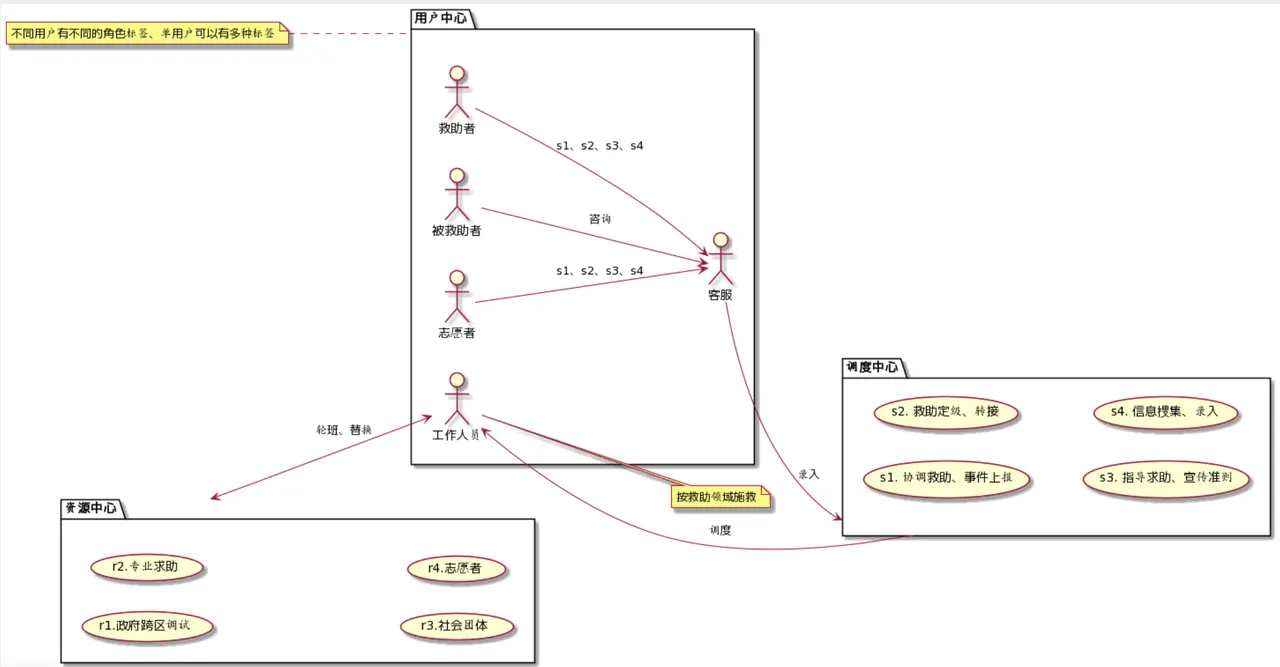 用户中心
不同用户有不同的角色标签、单用户可以有多种标签
救助者
s1、s2、s3、s4
被救助者
咨询
s1、s2、s3、s4
客服
志愿者
工作人员
轮班、替换
按救助领域施救
调度
录入
调度中心
s2. 救助定级、转接
s4. 信息搜集、录入
s1. 协调救助、事件上报
s3. 指导求助、宣传准则
资源中心
r2.专业求助
r4.志愿者
r1.政府跨区调试
r3.社会团体